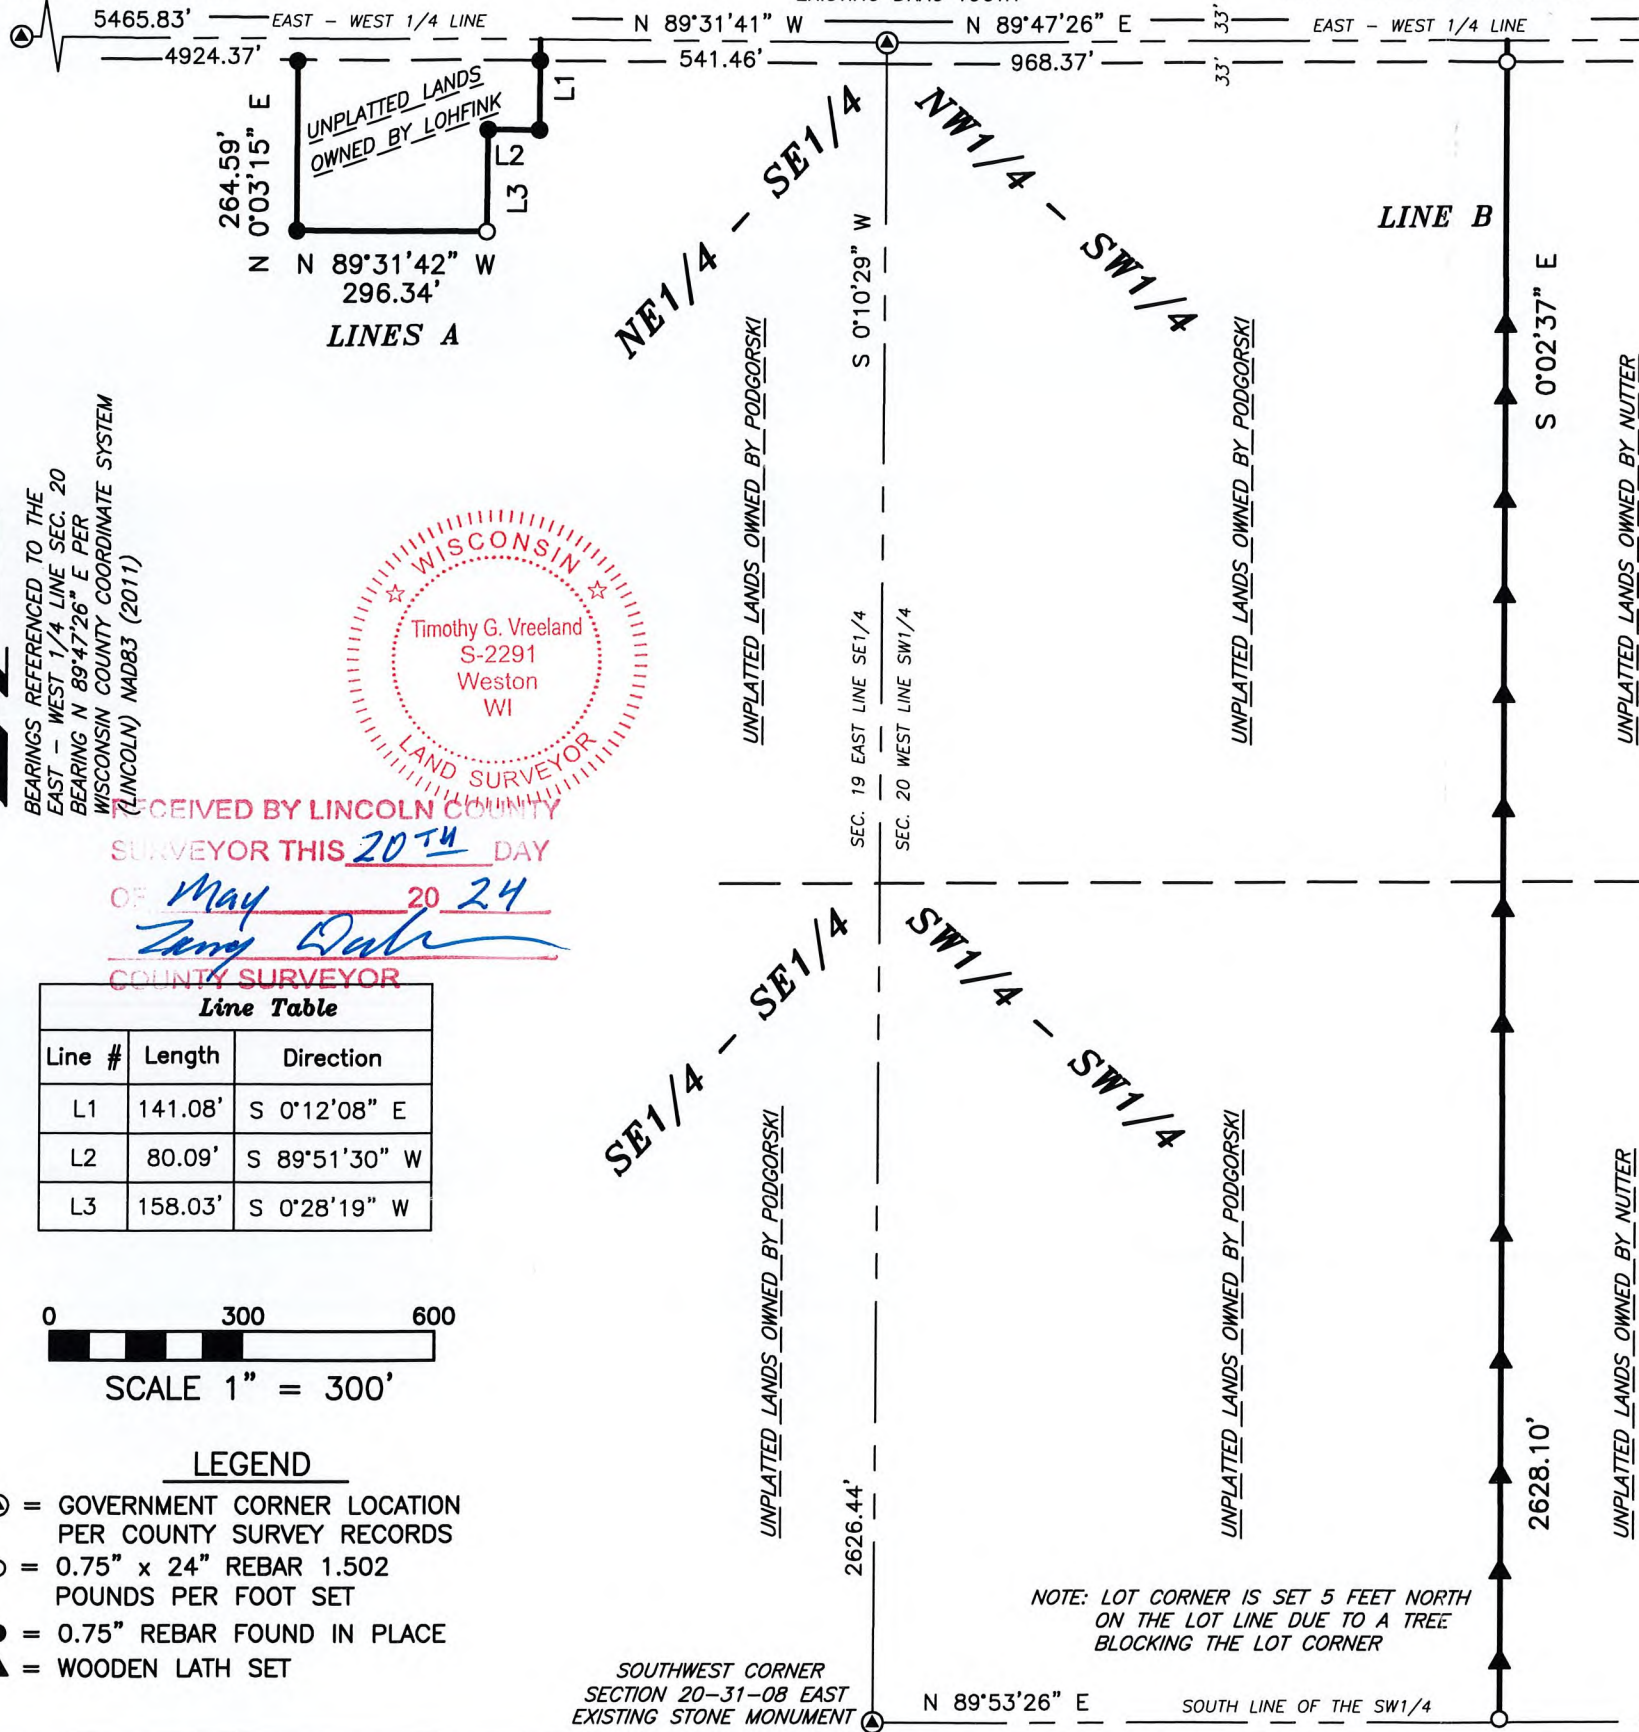 5465.83' EAST - WEST 1/4 LINE N 89°31'41" W N 89°47'26" E 33' EAST - WEST 1/4 LINE
4924.37' 541.46' 968.37' 33'
UNPLATTED LANDS
OWNED BY LOHFINK
L1
L2
L3
264.59'
N 0°03'15" E
N 89°31'42" W
296.34'
LINES A
NE1/4 - SE1/4
NW1/4 - SW1/4
S 0°10'29" W
LINE B
S 0°02'37" E
UNPLATTED LANDS OWNED BY PODGORSKI
UNPLATTED LANDS OWNED BY PODGORSKI
UNPLATTED LANDS OWNED BY NUTTER
BEARINGS REFERENCED TO THE
EAST - WEST 1/4 LINE SEC. 20
BEARING N 89°47'26" E PER
WISCONSIN COUNTY COORDINATE SYSTEM
(LINCOLN) NAD83 (2011)
WISCONSIN
Timothy G. Vreeland
S-2291
Weston
WI
LAND SURVEYOR
SEC. 19 EAST LINE SE1/4
SEC. 20 WEST LINE SW1/4
RECEIVED BY LINCOLN COUNTY
SURVEYOR THIS 20TH DAY
OF May 20 24
COUNTY SURVEYOR
Line Table
Line # Length Direction
L1 141.08' S 0°12'08" E
L2 80.09' S 89°51'30" W
L3 158.03' S 0°28'19" W
SE1/4 - SE1/4
SW1/4 - SW1/4
UNPLATTED LANDS OWNED BY PODGORSKI
UNPLATTED LANDS OWNED BY PODGORSKI
UNPLATTED LANDS OWNED BY NUTTER
0 300 600
SCALE 1" = 300'
LEGEND
= GOVERNMENT CORNER LOCATION
PER COUNTY SURVEY RECORDS
= 0.75" x 24" REBAR 1.502
POUNDS PER FOOT SET
= 0.75" REBAR FOUND IN PLACE
= WOODEN LATH SET
2626.44'
2628.10'
NOTE: LOT CORNER IS SET 5 FEET NORTH
ON THE LOT LINE DUE TO A TREE
BLOCKING THE LOT CORNER
SOUTHWEST CORNER
SECTION 20-31-08 EAST
EXISTING STONE MONUMENT
N 89°53'26" E SOUTH LINE OF THE SW1/4